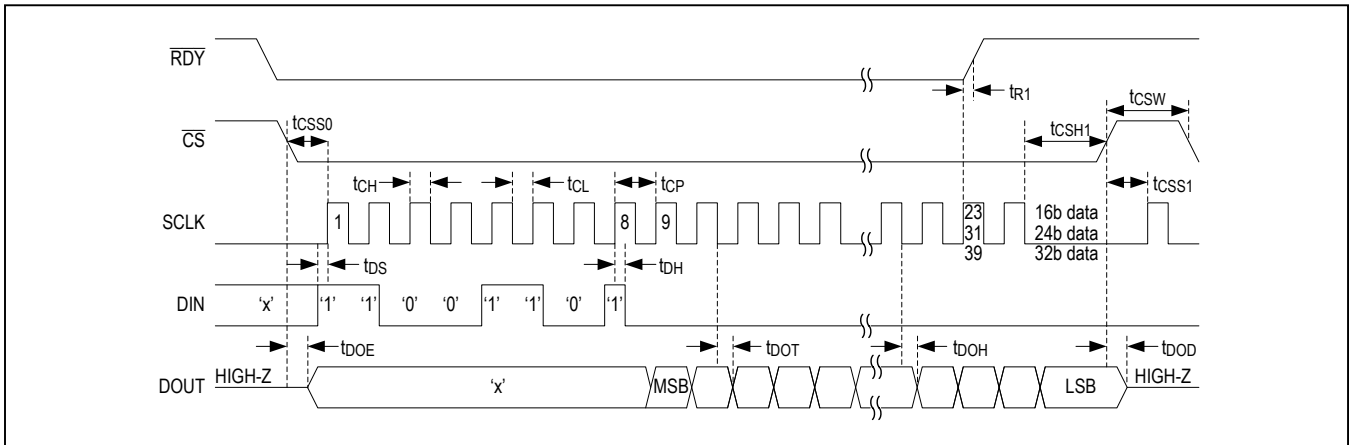 RDY
tR1
tCSW
tCSS0
tCSH1
CS
tCH
tCL
tCP
tCSS1
SCLK
1
8
9
23 16b data
31 24b data
39 32b data
tDS
tDH
DIN
‘x’ ‘1’ ‘1’ ‘0’ ‘0’ ‘1’ ‘1’ ‘0’ ‘1’
tDOE
tDOT
tDOH
tDOD
DOUT HIGH-Z ‘x’ MSB LSB HIGH-Z